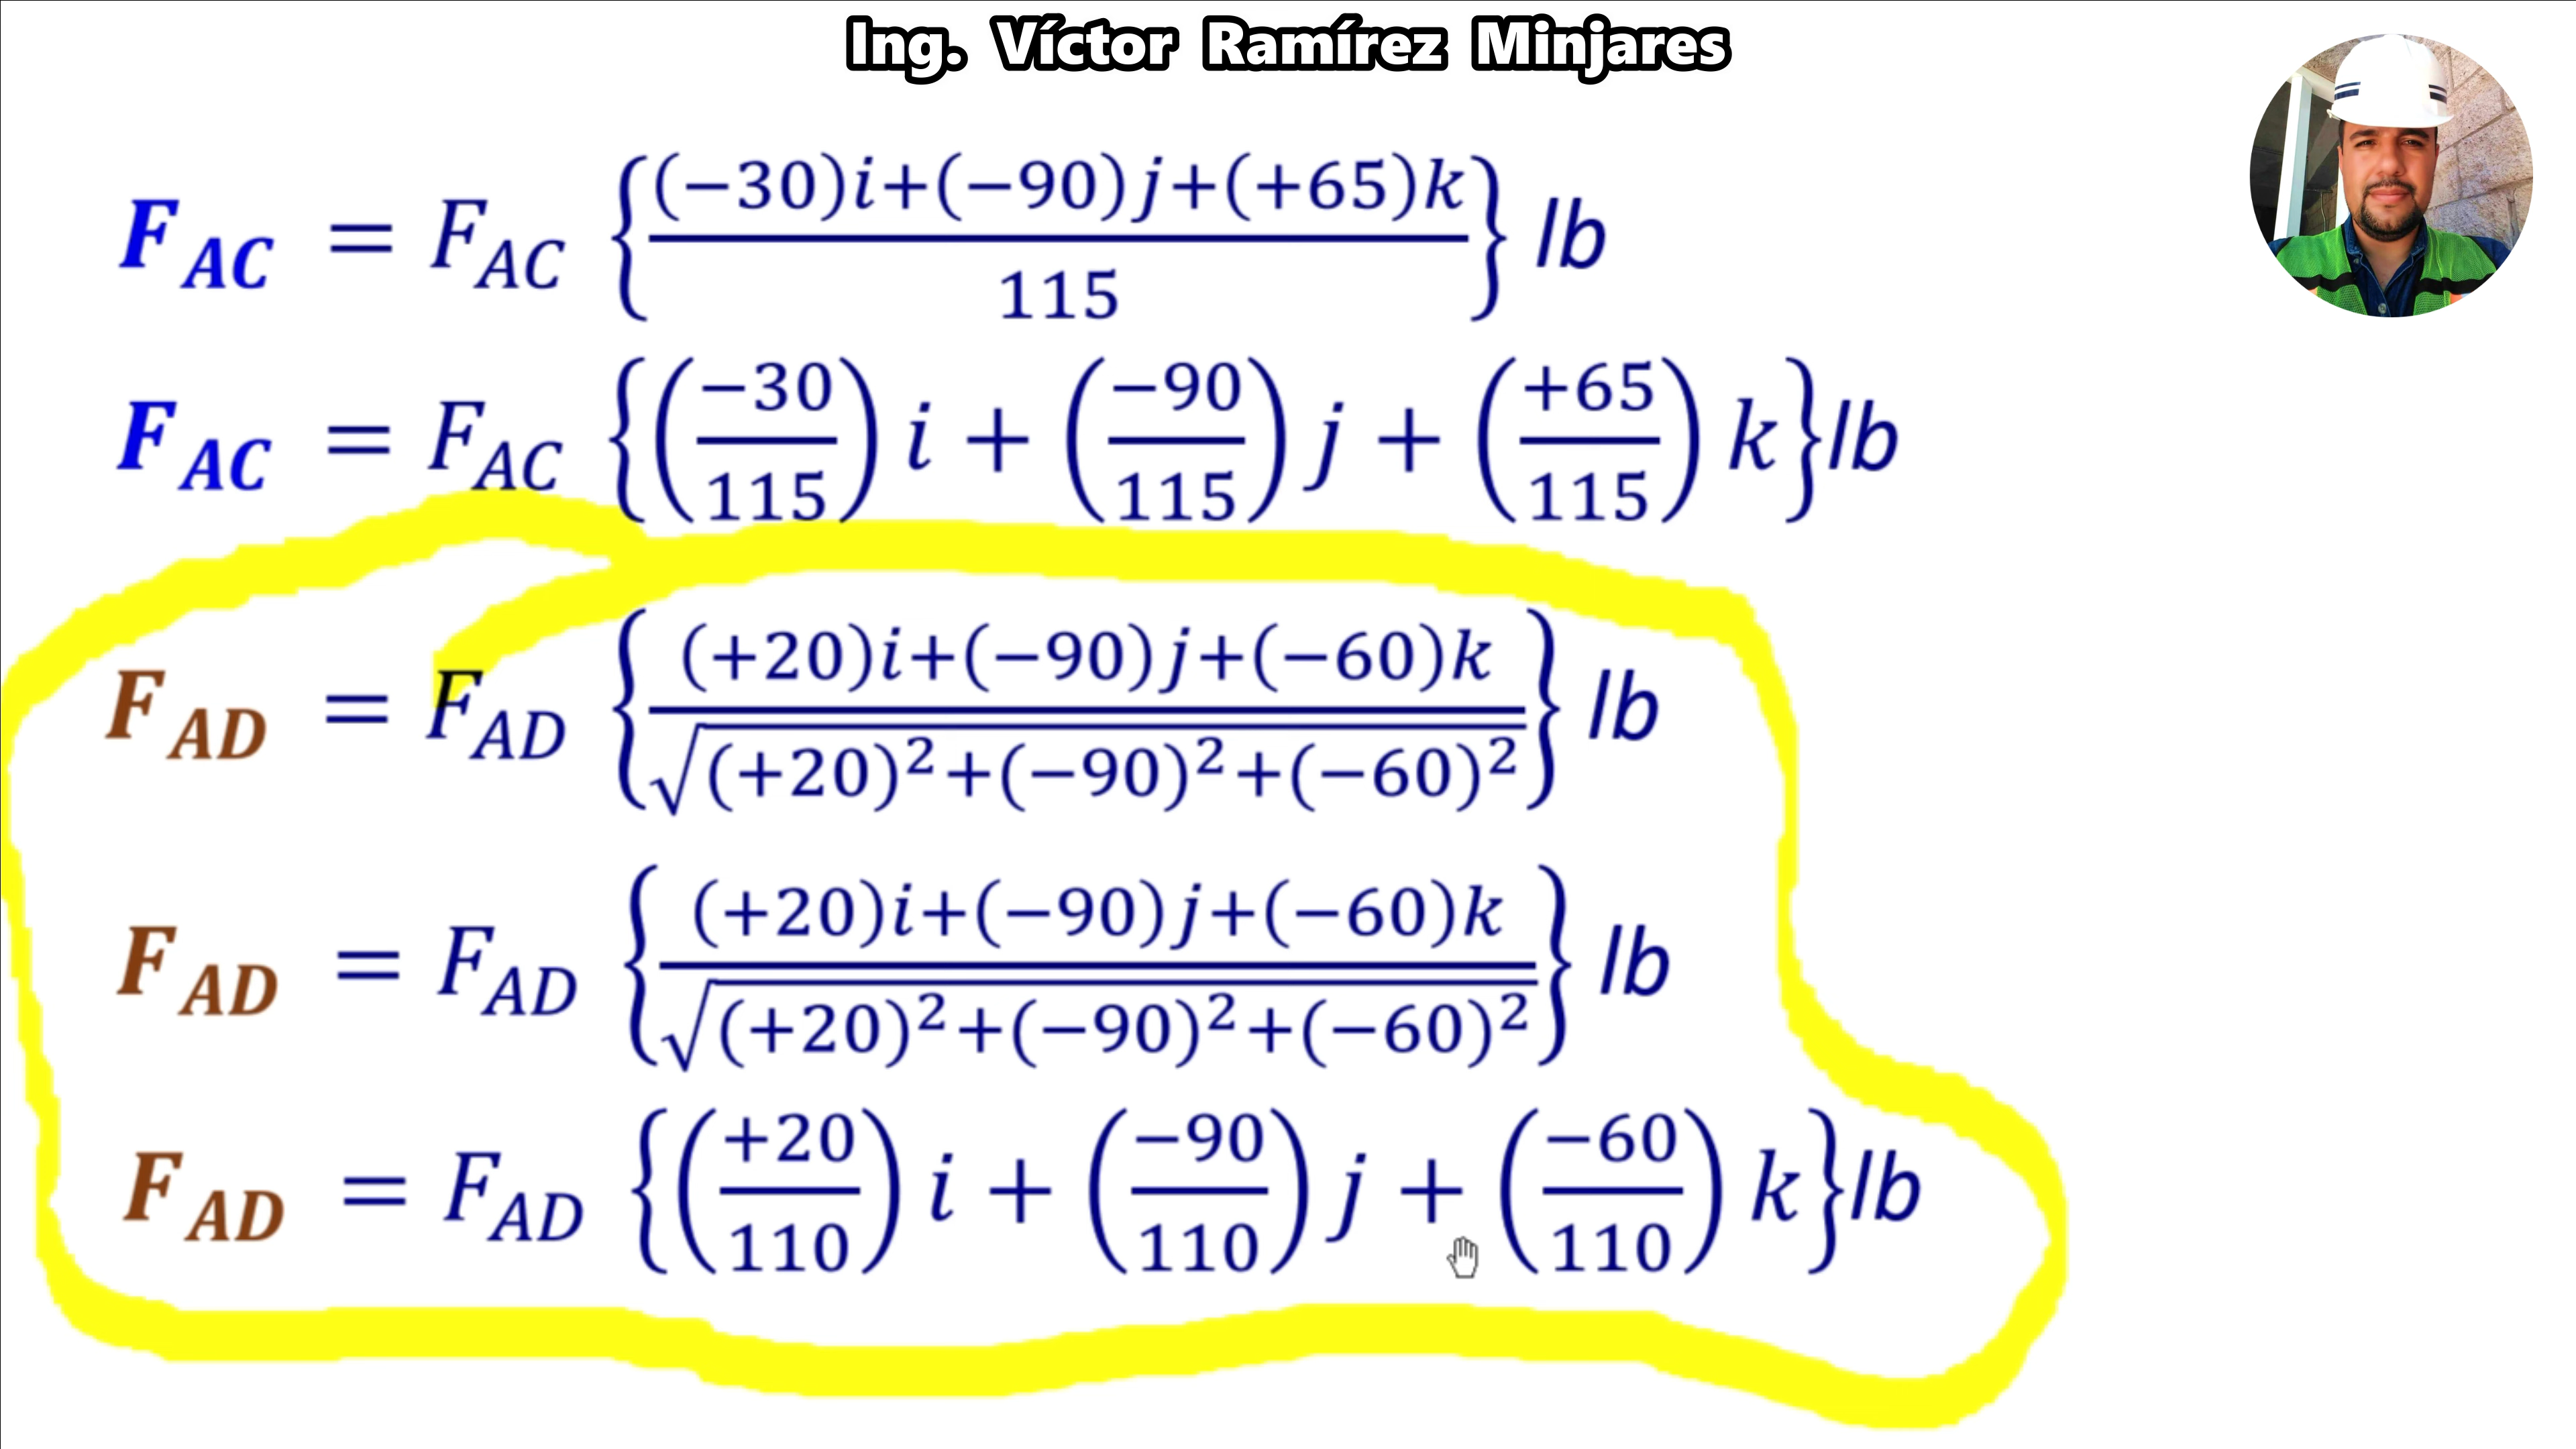 Ing. Víctor Ramírez Minjares
F_AC = F_AC {((−30)i+(−90)j+(+65)k)/115} lb
F_AC = F_AC {(−30/115) i + (−90/115) j + (+65/115) k}lb
F_AD = F_AD {((+20)i+(−90)j+(−60)k)/√((+20)²+(−90)²+(−60)²)} lb
F_AD = F_AD {((+20)i+(−90)j+(−60)k)/√((+20)²+(−90)²+(−60)²)} lb
F_AD = F_AD {(+20/110) i + (−90/110) j + (−60/110) k}lb